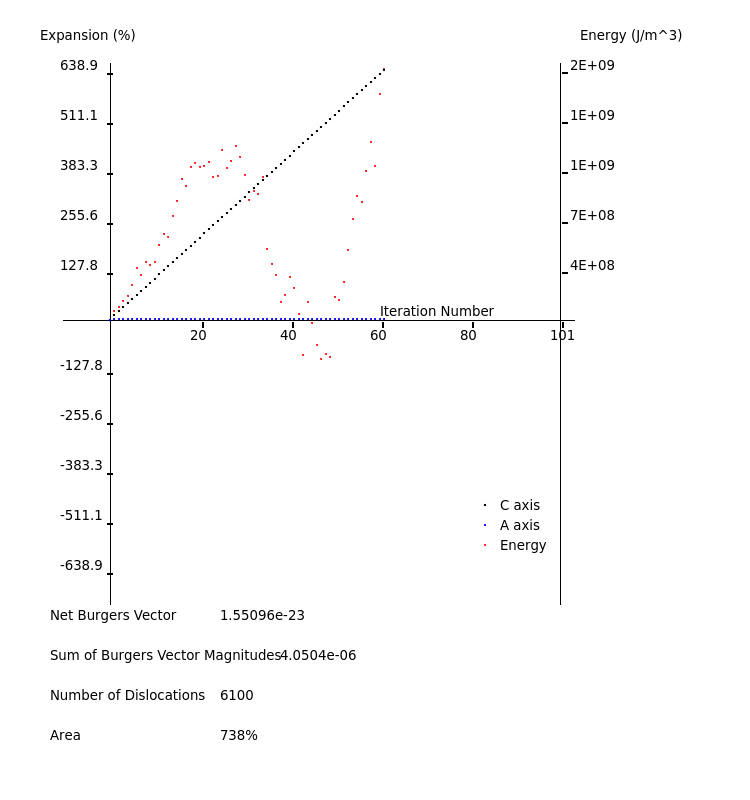 Expansion (%) Energy (J/m^3)
638.9 2E+09
511.1 1E+09
383.3 1E+09
255.6 7E+08
127.8 4E+08
Iteration Number
20 40 60 80 101
-127.8
-255.6
-383.3
-511.1
-638.9
C axis
A axis
Energy
Net Burgers Vector 1.55096e-23
Sum of Burgers Vector Magnitudes4.0504e-06
Number of Dislocations 6100
Area 738%